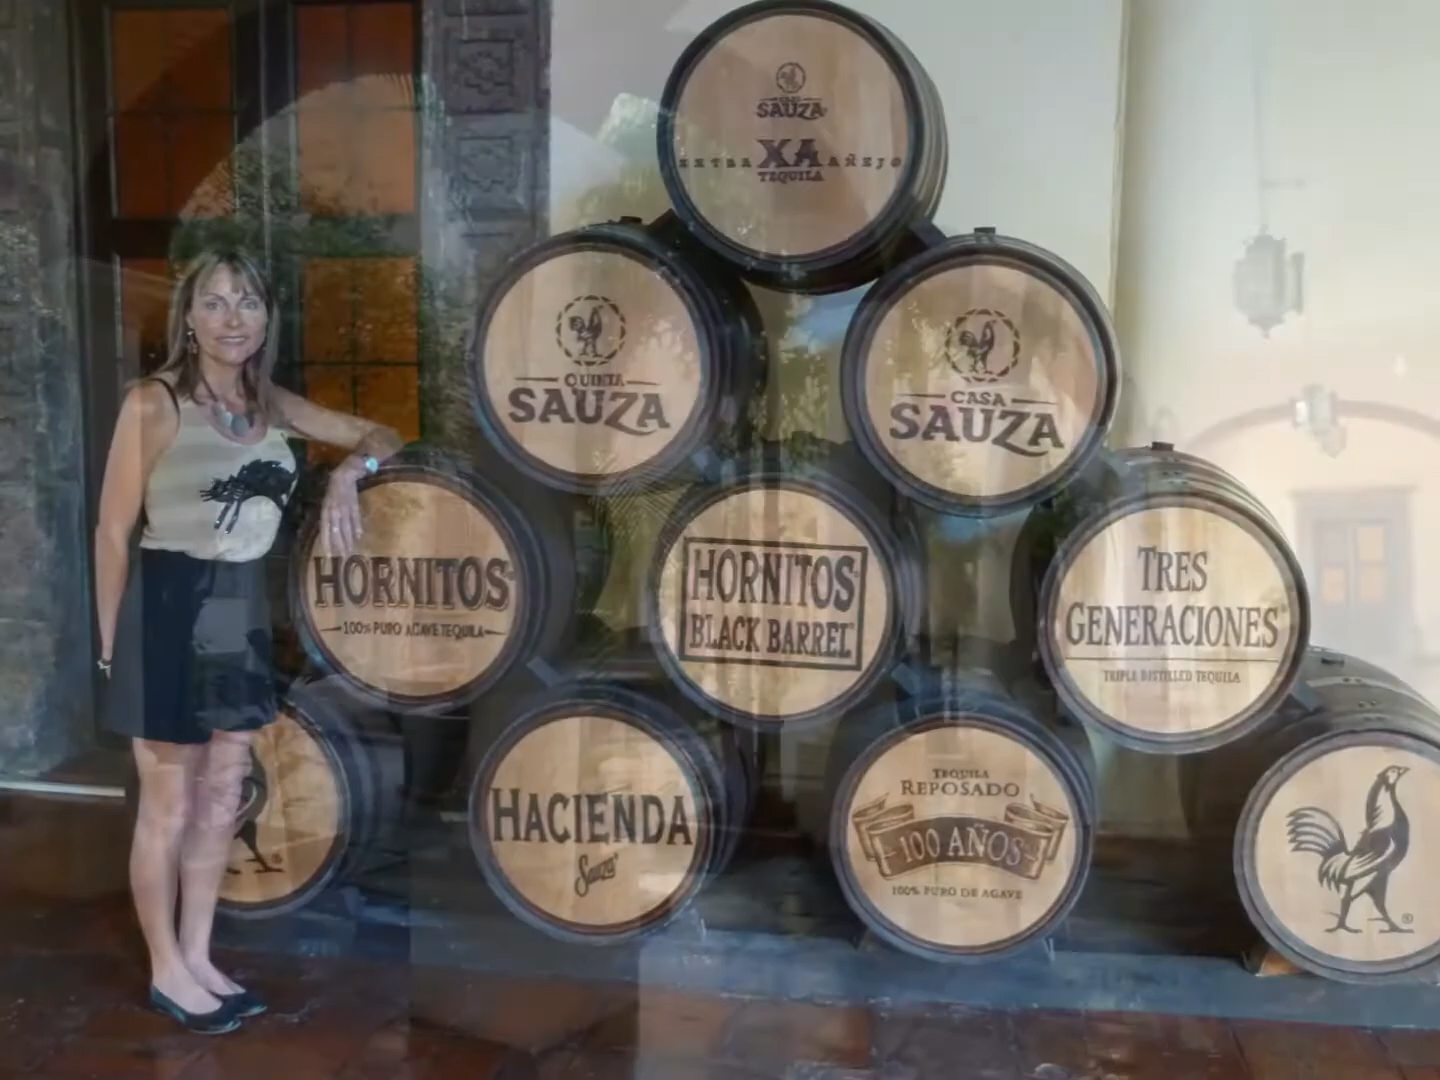 CASA
SAUZA
XA
EXTRA AÑEJO
TEQUILA
QUINTA
SAUZA
CASA
SAUZA
HORNITOS
100% PURO AGAVE TEQUILA
HORNITOS
BLACK BARREL
TRES
GENERACIONES
TRIPLE DISTILLED TEQUILA
HACIENDA
Sauza
TEQUILA
REPOSADO
100 AÑOS
100% PURO DE AGAVE